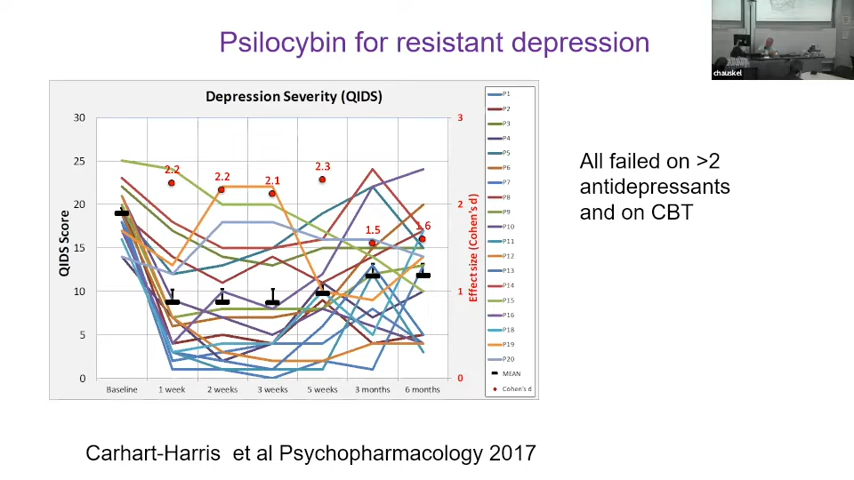 Psilocybin for resistant depression
chauskel
Depression Severity (QIDS)
30
25
20
15
10
5
0
QIDS Score
2.2
2.2
2.1
2.3
1.5
1.6
3
2
1
0
Effect size (Cohen's d)
Baseline 1 week 2 weeks 3 weeks 5 weeks 3 months 6 months
P1
P2
P3
P4
P5
P6
P7
P8
P9
P10
P11
P12
P13
P14
P15
P16
P18
P19
P20
MEAN
Cohen's d
All failed on >2
antidepressants
and on CBT
Carhart-Harris et al Psychopharmacology 2017